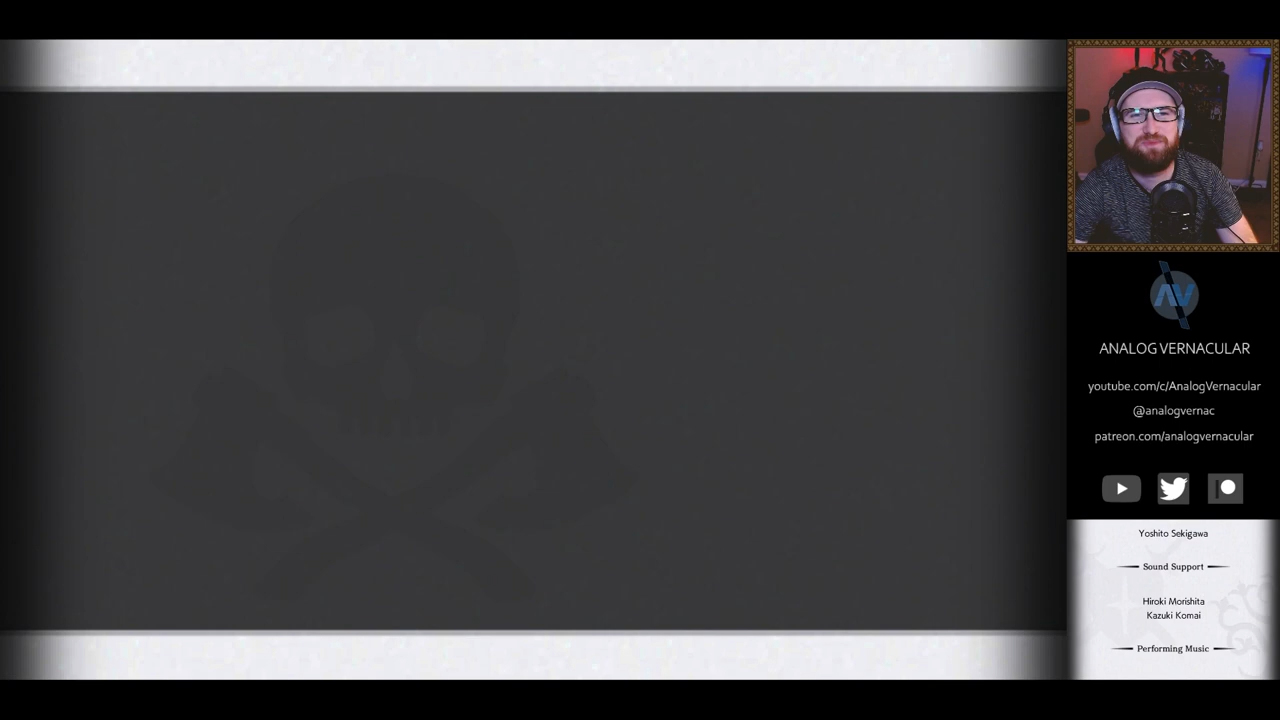 AV
ANALOG VERNACULAR
youtube.com/c/AnalogVernacular
@analogvernac
patreon.com/analogvernacular
Yoshito Sekigawa
Sound Support
Hiroki Morishita
Kazuki Komai
Performing Music